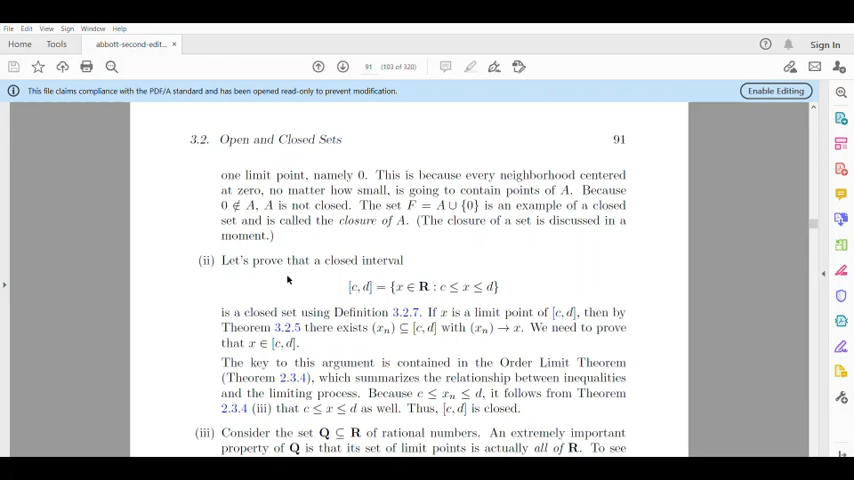 File Edit View Sign Window Help
Home Tools abbott-second-edit... × Sign In
91 (103 of 320)
This file claims compliance with the PDF/A standard and has been opened read-only to prevent modification. Enable Editing
3.2. Open and Closed Sets 91
one limit point, namely 0. This is because every neighborhood centered
at zero, no matter how small, is going to contain points of A. Because
0 ∉ A, A is not closed. The set F = A ∪ {0} is an example of a closed
set and is called the closure of A. (The closure of a set is discussed in a
moment.)
(ii) Let's prove that a closed interval
[c, d] = {x ∈ R : c ≤ x ≤ d}
is a closed set using Definition 3.2.7. If x is a limit point of [c, d], then by
Theorem 3.2.5 there exists (xₙ) ⊆ [c, d] with (xₙ) → x. We need to prove
that x ∈ [c, d].
The key to this argument is contained in the Order Limit Theorem
(Theorem 2.3.4), which summarizes the relationship between inequalities
and the limiting process. Because c ≤ xₙ ≤ d, it follows from Theorem
2.3.4 (iii) that c ≤ x ≤ d as well. Thus, [c, d] is closed.
(iii) Consider the set Q ⊆ R of rational numbers. An extremely important
property of Q is that its set of limit points is actually all of R. To see